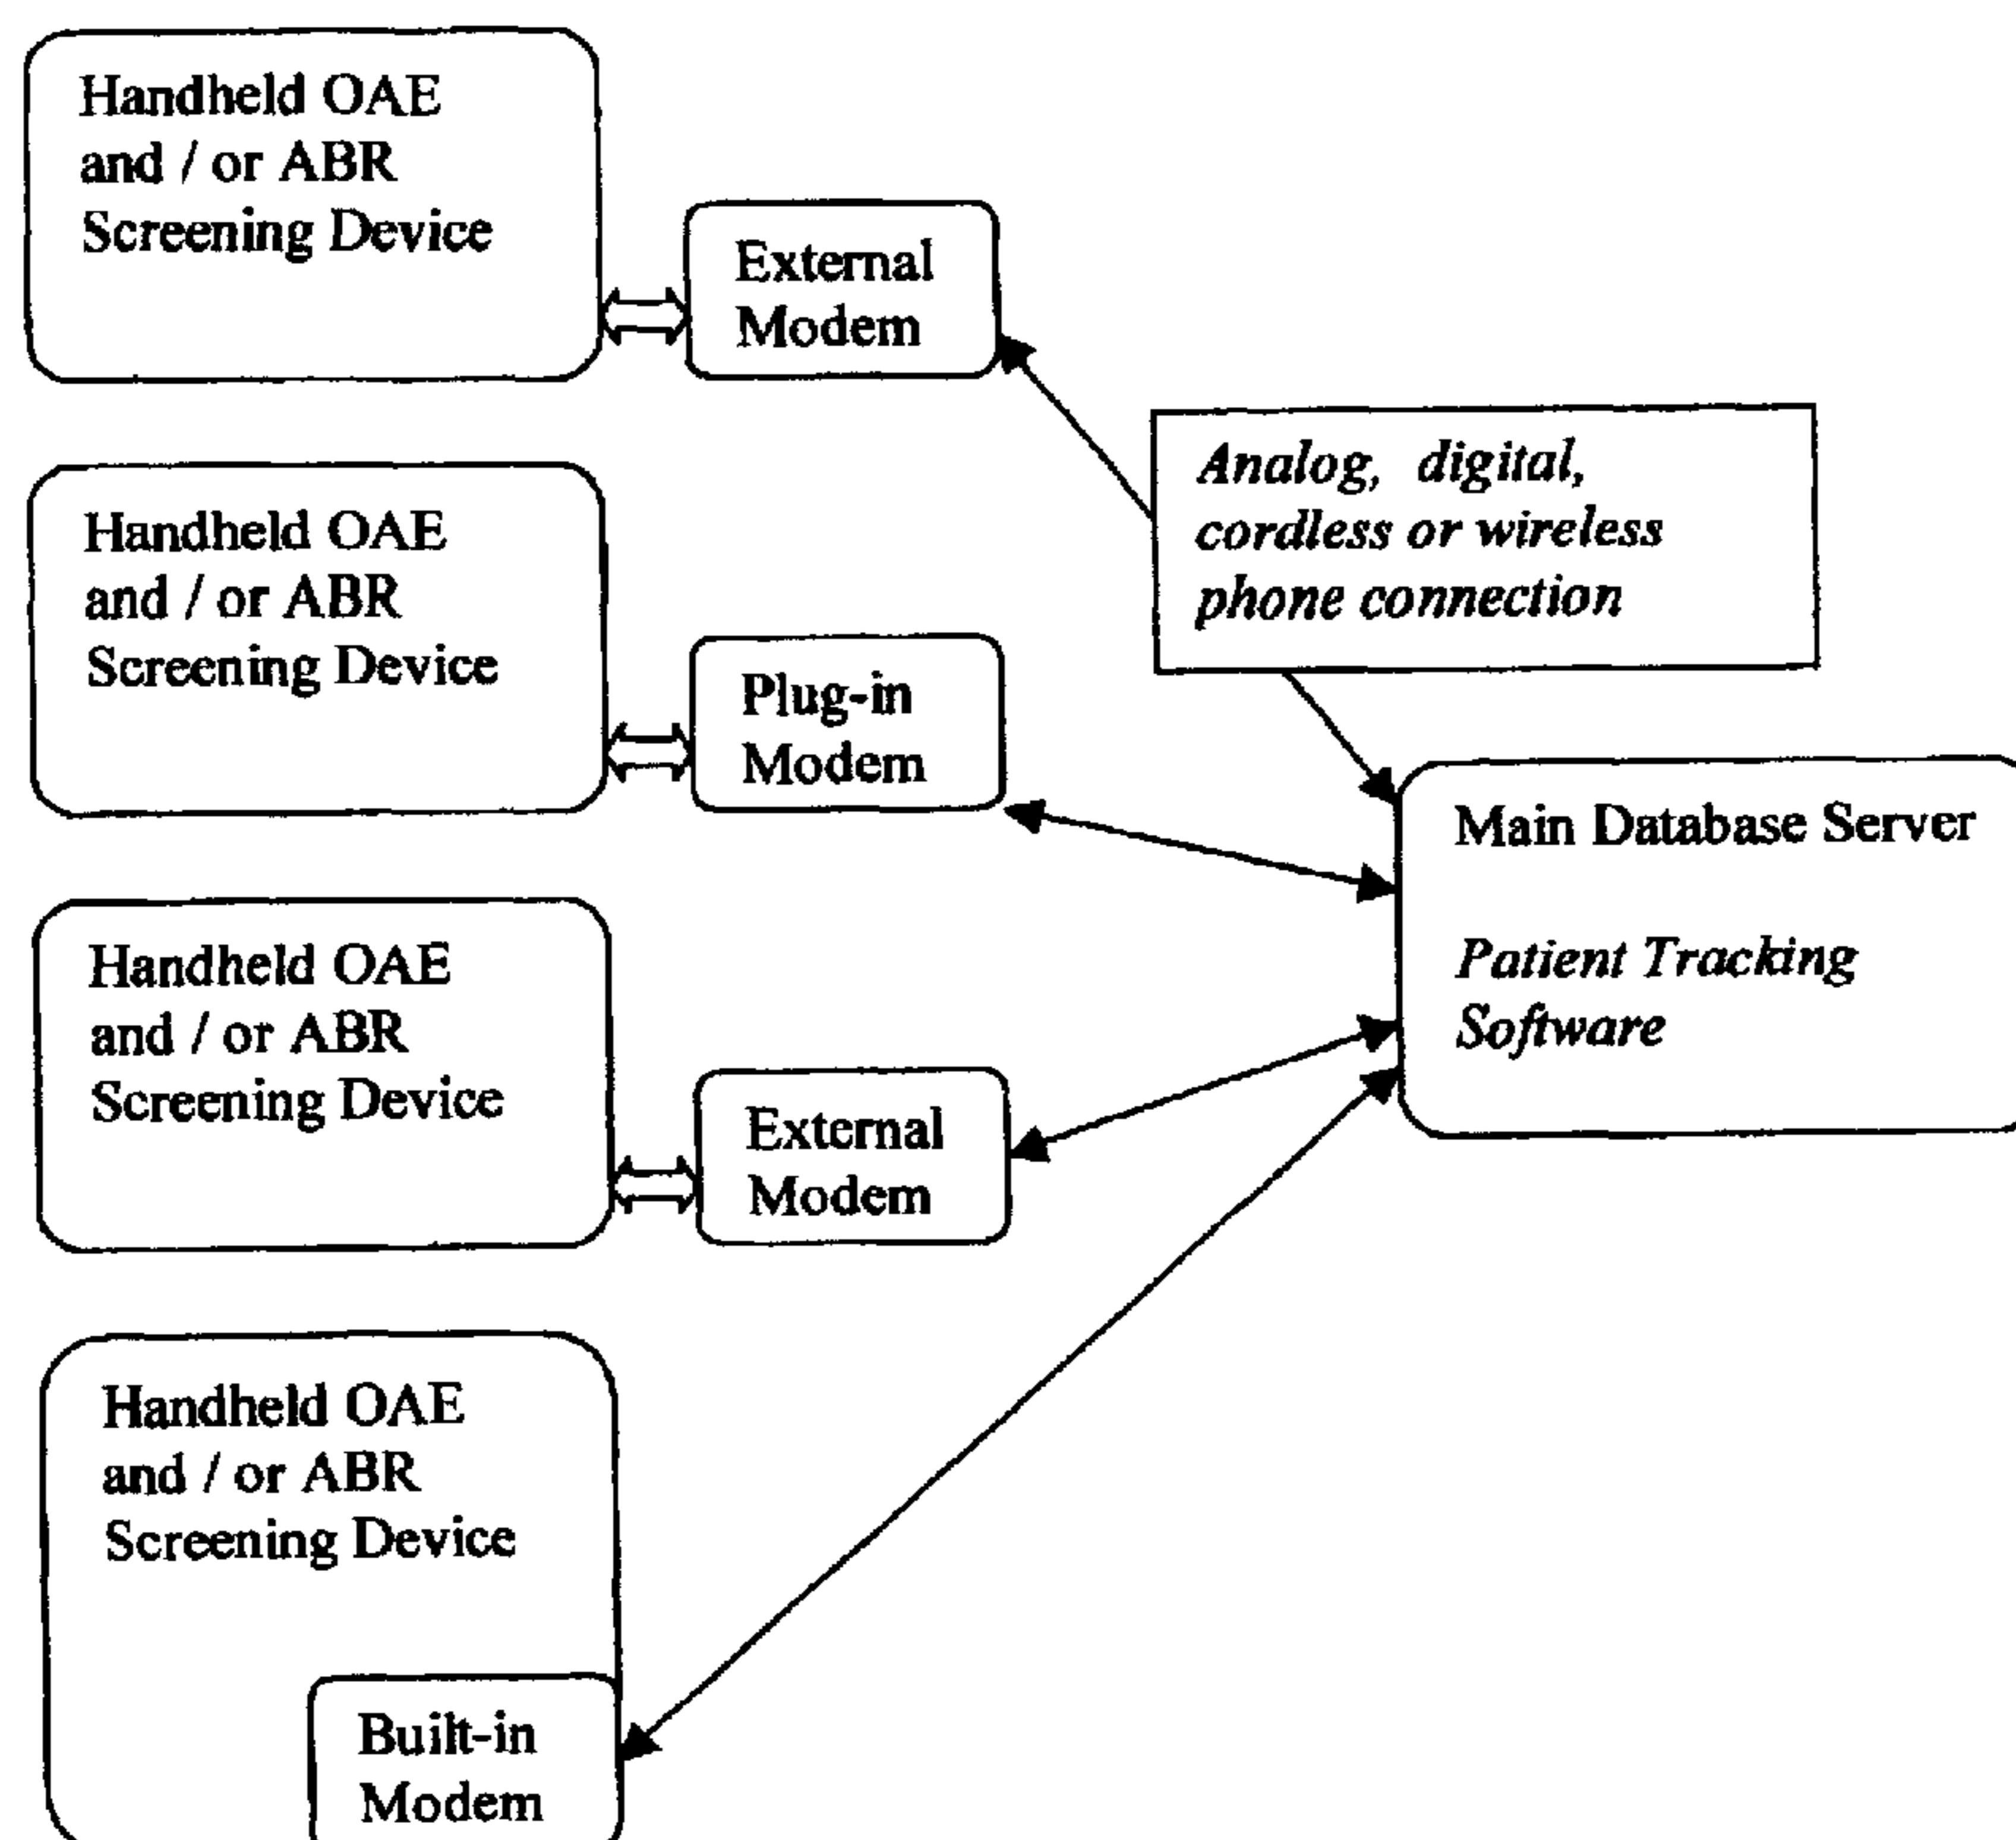 Handheld OAE
and / or ABR
Screening Device
External
Modem
Analog, digital,
cordless or wireless
phone connection
Handheld OAE
and / or ABR
Screening Device
Plug-in
Modem
Main Database Server
Patient Tracking
Software
Handheld OAE
and / or ABR
Screening Device
External
Modem
Handheld OAE
and / or ABR
Screening Device
Built-in
Modem